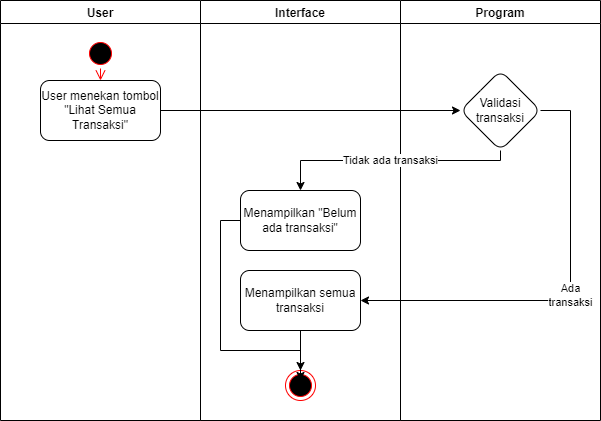 User
Interface
Program
User menekan tombol
"Lihat Semua
Transaksi"
Validasi
transaksi
Tidak ada transaksi
Menampilkan "Belum
ada transaksi"
Menampilkan semua
transaksi
Ada
transaksi